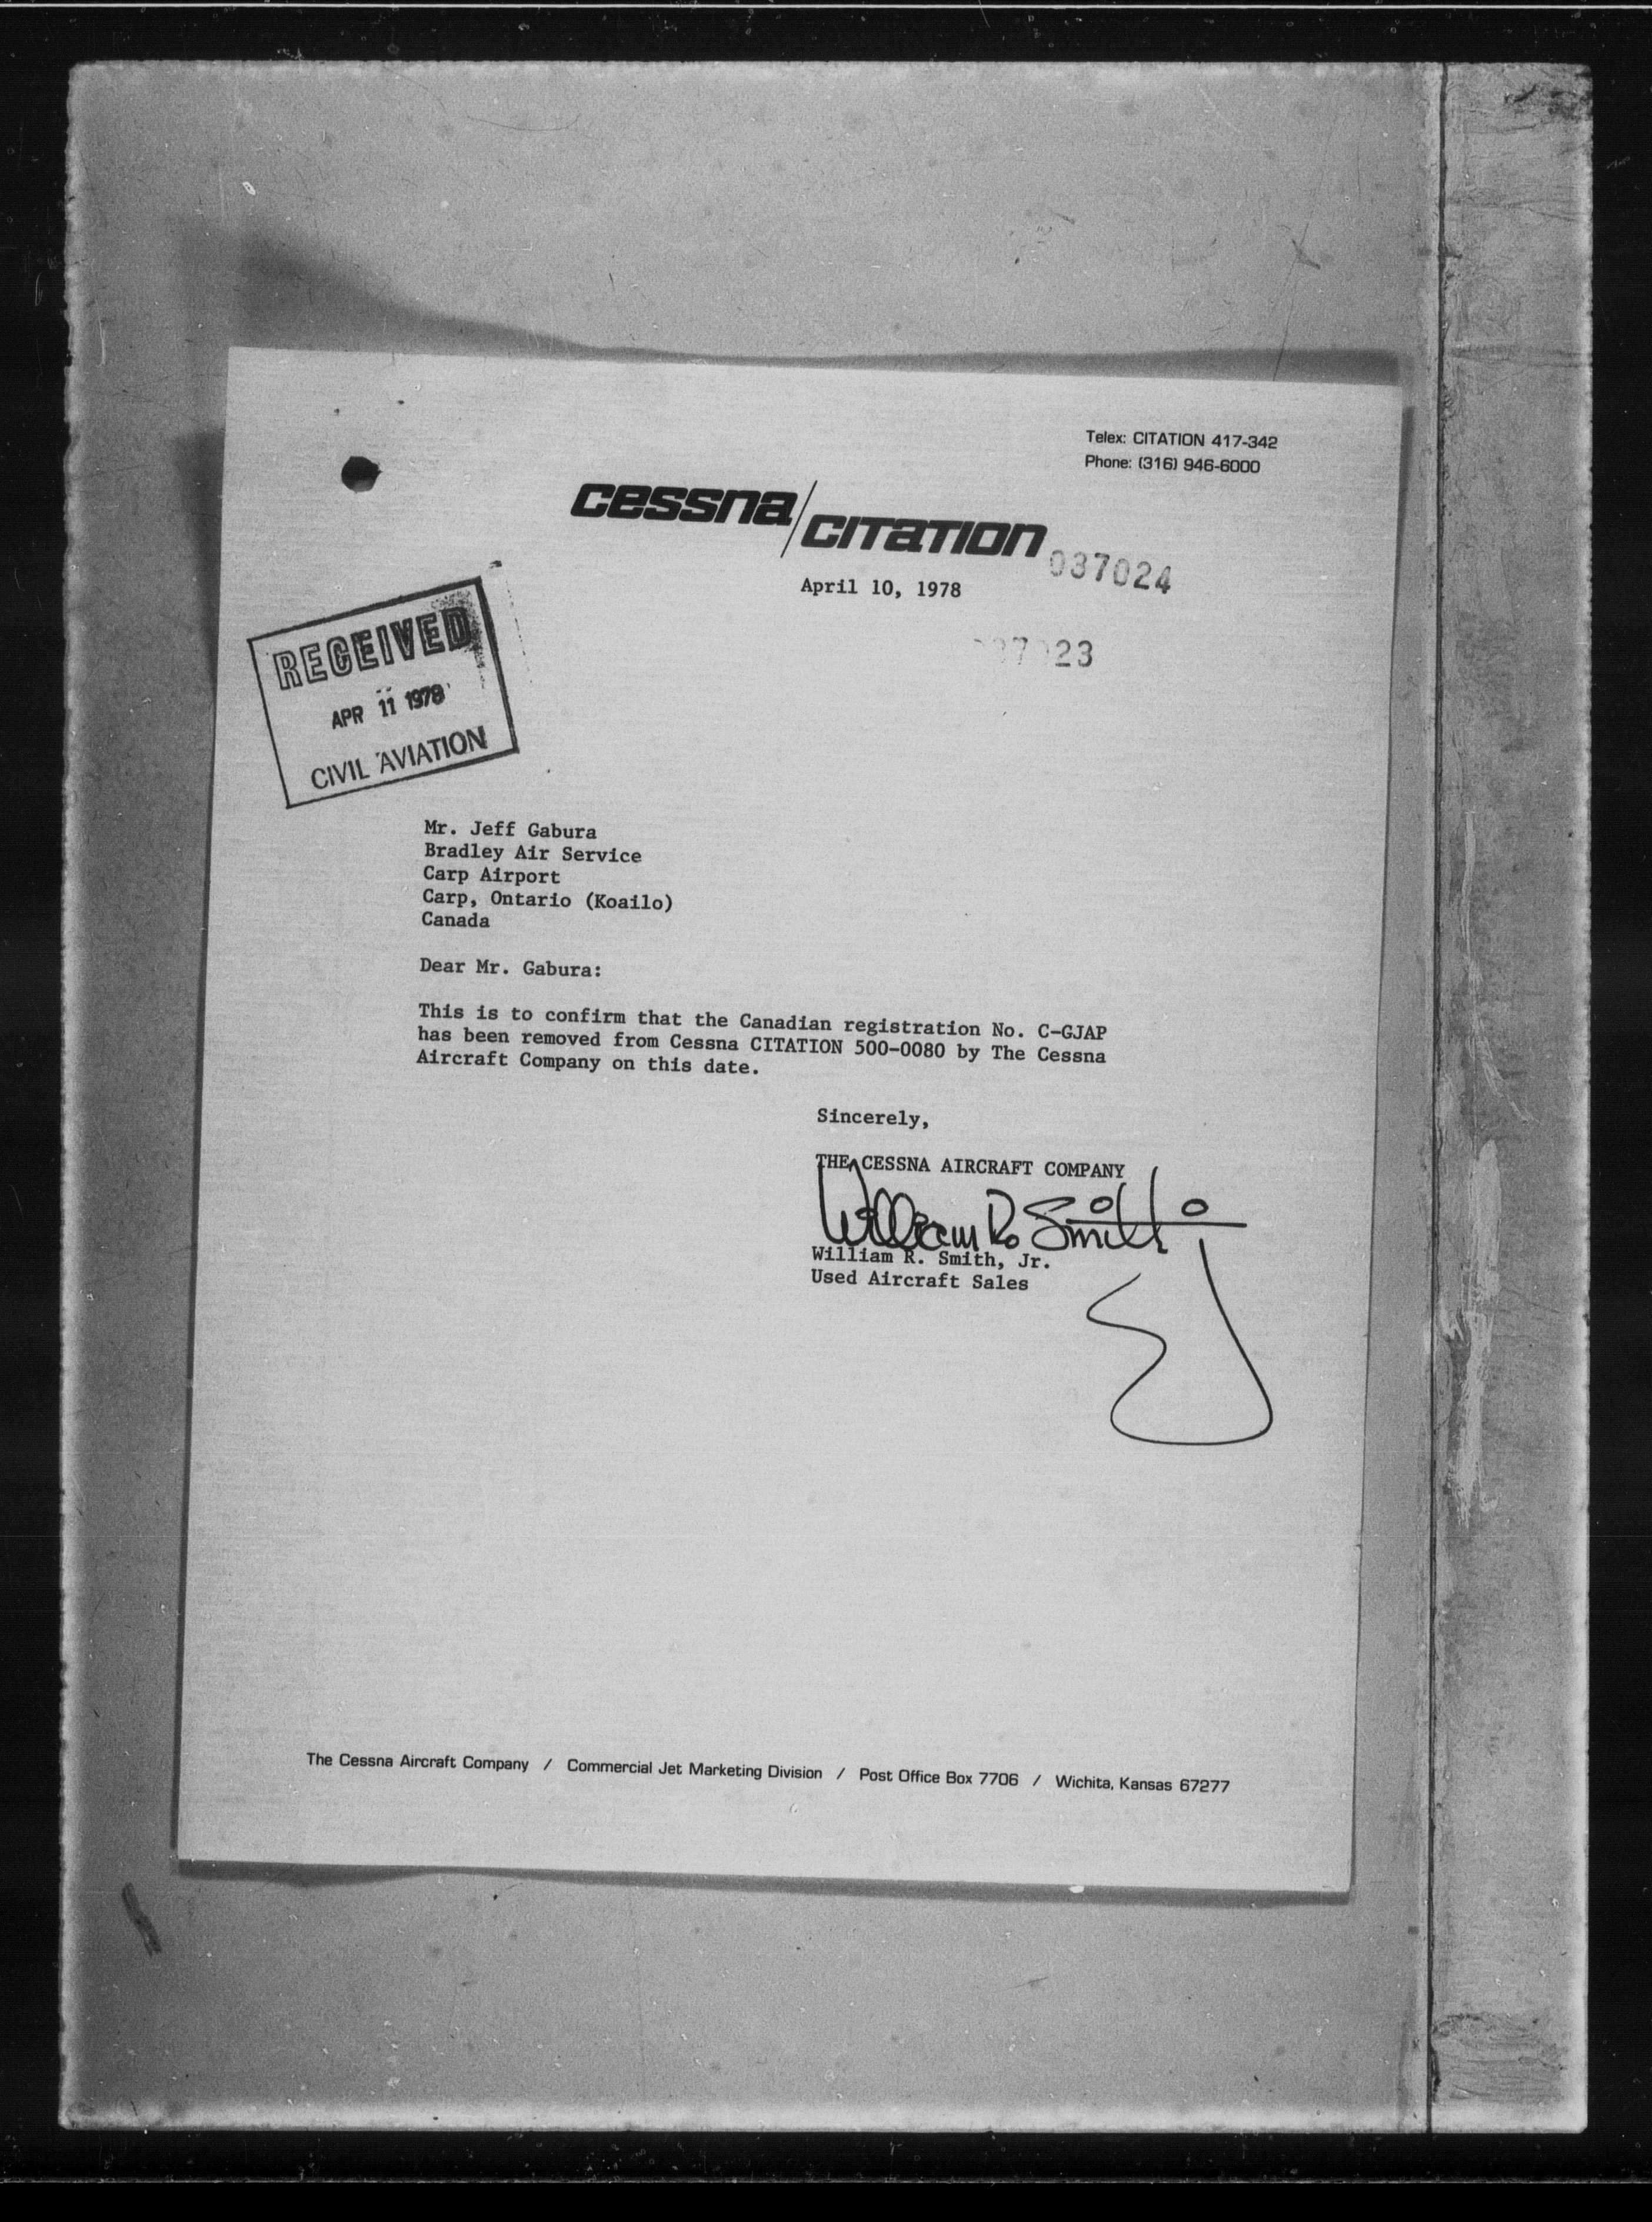 Telex: CITATION 417-342
Phone: (316) 946-6000
cessna/CITATION
037024
April 10, 1978
23
RECEIVED
APR 11 1978
CIVIL AVIATION
Mr. Jeff Gabura
Bradley Air Service
Carp Airport
Carp, Ontario (Koailo)
Canada
Dear Mr. Gabura:
This is to confirm that the Canadian registration No. C-GJAP
has been removed from Cessna CITATION 500-0080 by The Cessna
Aircraft Company on this date.
Sincerely,
THE CESSNA AIRCRAFT COMPANY
William R. Smith Jr
William R. Smith, Jr.
Used Aircraft Sales
The Cessna Aircraft Company / Commercial Jet Marketing Division / Post Office Box 7706 / Wichita, Kansas 67277